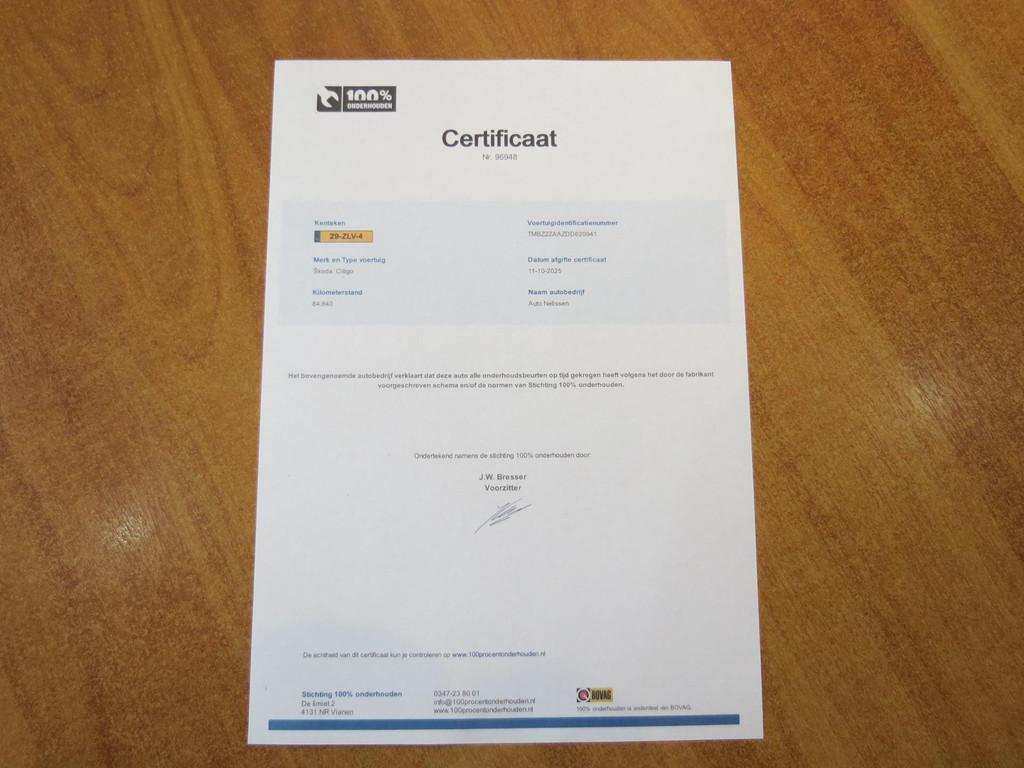 100%
ONDERHOUDEN
Certificaat
Nr. 96948
Kenteken
29-ZLV-4
Voertuigidentificatienummer
TMBZZZAAZDD620941
Merk en Type voertuig
Škoda Citigo
Datum afgifte certificaat
11-10-2025
Kilometerstand
84.840
Naam autobedrijf
Auto Nelissen
Het bovengenoemde autobedrijf verklaart dat deze auto alle onderhoudsbeurten op tijd gekregen heeft volgens het door de fabrikant
voorgeschreven schema en/of de normen van Stichting 100% onderhouden.
Ondertekend namens de stichting 100% onderhouden door:
J.W. Bresser
Voorzitter
De echtheid van dit certificaat kun je controleren op www.100procentonderhouden.nl
Stichting 100% onderhouden
De limiet 2
4131 NR Vianen
0347-23 80 01
info@100procentonderhouden.nl
www.100procentonderhouden.nl
BOVAG
100% onderhouden is onderdeel van BOVAG.